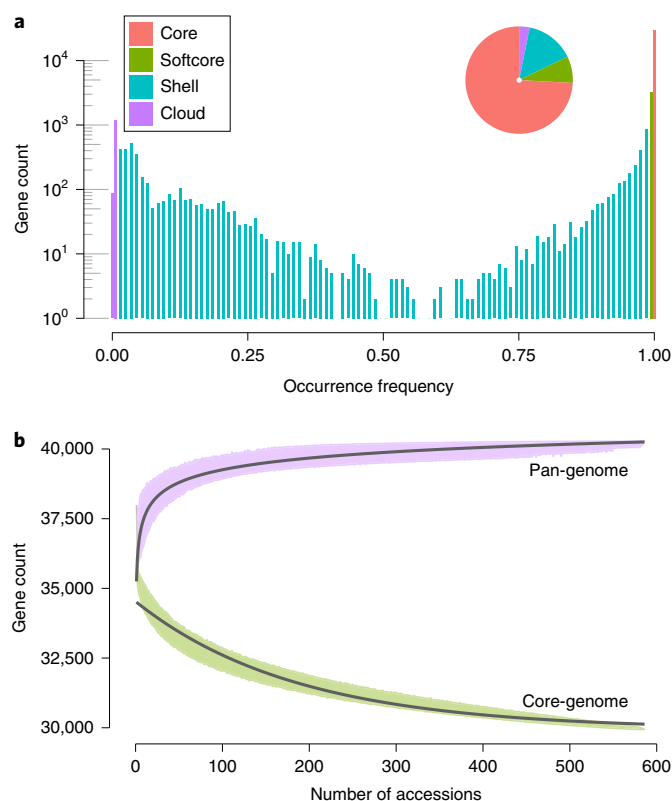 a
Core
Softcore
Shell
Cloud
Gene count
10⁴
10³
10²
10¹
10⁰
0.00 0.25 0.50 0.75 1.00
Occurrence frequency
b
Gene count
40,000
37,500
35,000
32,500
30,000
Pan-genome
Core-genome
0 100 200 300 400 500 600
Number of accessions